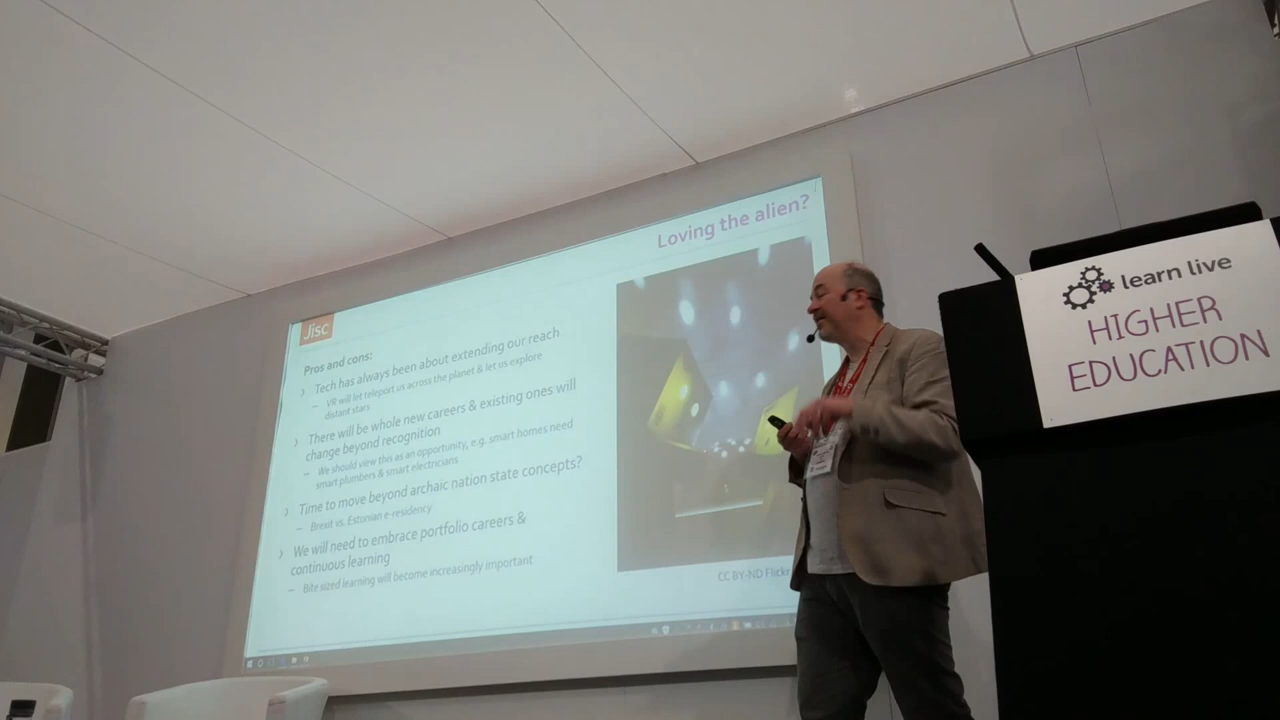 Loving the alien?
Jisc
Pros and cons:
Tech has always been about extending our reach
– VR will let teleport us across the planet & let us explore
distant stars
There will be whole new careers & existing ones will
change beyond recognition
– We should view this as an opportunity, e.g. smart homes need
smart plumbers & smart electricians
Time to move beyond archaic nation state concepts?
– Brexit vs. Estonian e-residency
We will need to embrace portfolio careers &
continuous learning
– Bite sized learning will become increasingly important
CC BY-ND Flickr
learn live
HIGHER
EDUCATION